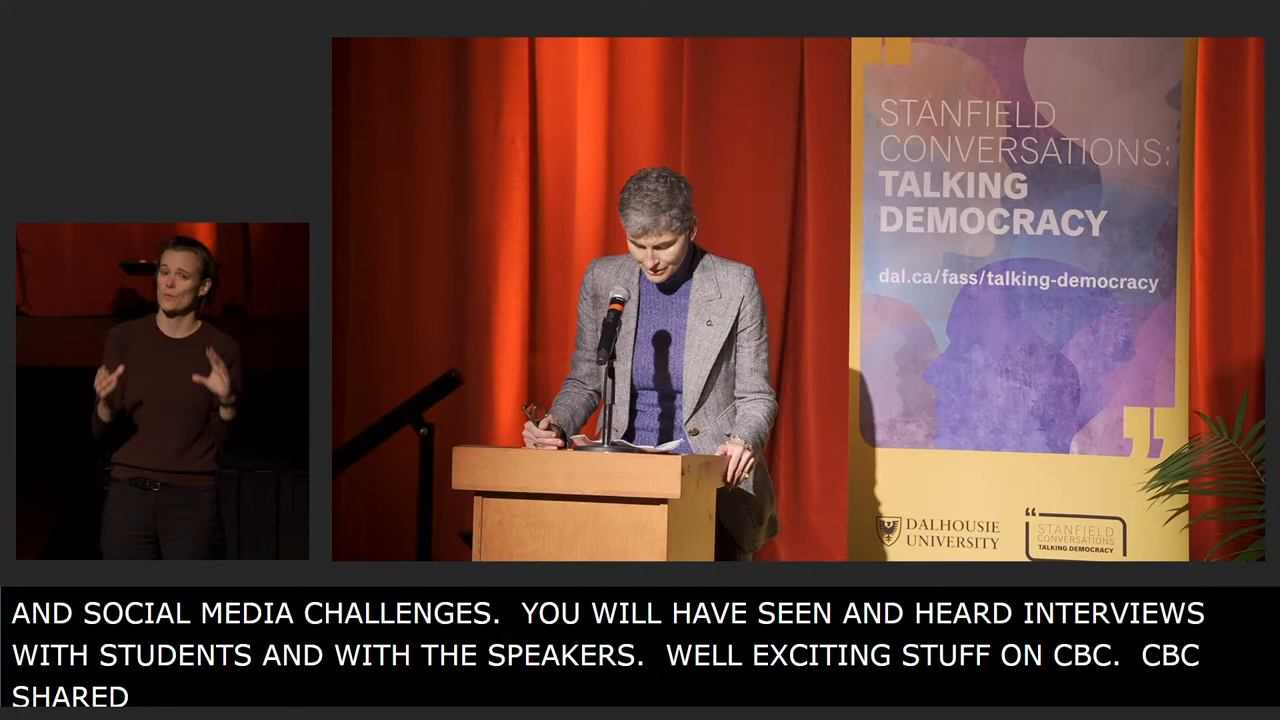 STANFIELD
CONVERSATIONS:
TALKING
DEMOCRACY
dal.ca/fass/talking-democracy
DALHOUSIE
UNIVERSITY
STANFIELD
CONVERSATIONS
TALKING DEMOCRACY
AND SOCIAL MEDIA CHALLENGES.  YOU WILL HAVE SEEN AND HEARD INTERVIEWS
WITH STUDENTS AND WITH THE SPEAKERS.  WELL EXCITING STUFF ON CBC.  CBC
SHARED